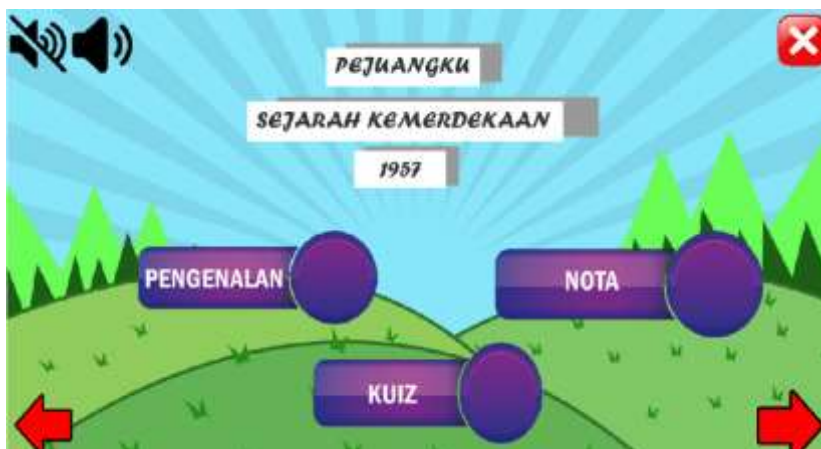 PEJUANGKU
SEJARAH KEMERDEKAAN
1957
PENGENALAN
NOTA
KUIZ